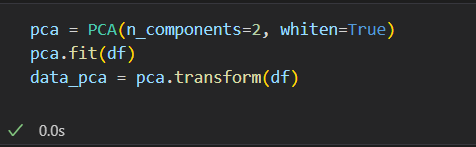 pca = PCA(n_components=2, whiten=True)
pca.fit(df)
data_pca = pca.transform(df)
0.0s